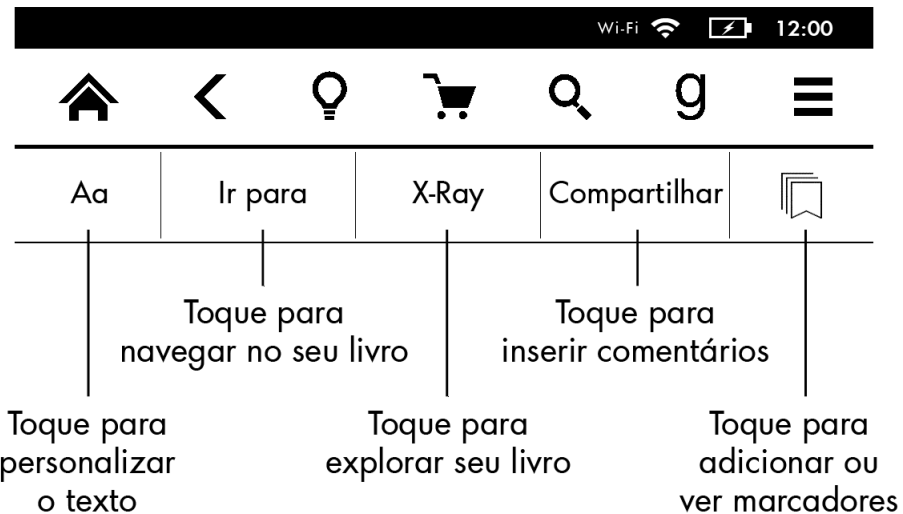 Wi-Fi 12:00
g
Aa Ir para X-Ray Compartilhar
Toque para
navegar no seu livro
Toque para
inserir comentários
Toque para
personalizar
o texto
Toque para
explorar seu livro
Toque para
adicionar ou
ver marcadores